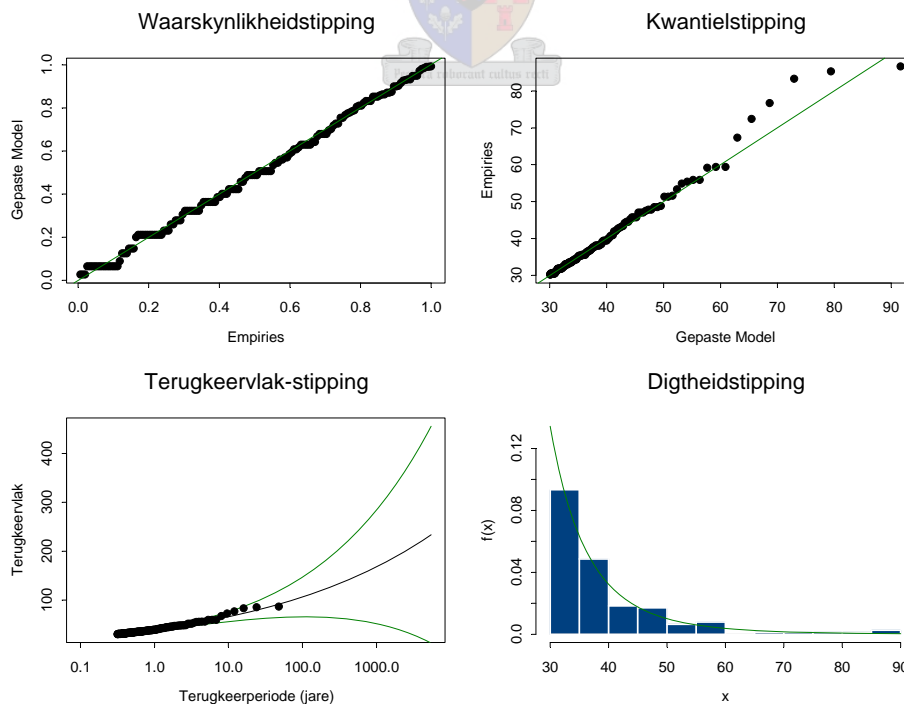 Waarskynlikheidstipping
Gepaste Model
0.0 0.2 0.4 0.6 0.8 1.0
0.0 0.2 0.4 0.6 0.8 1.0
Empiries
Kwantielstipping
Empiries
30 40 50 60 70 80
30 40 50 60 70 80 90
Gepaste Model
roborant cultus recti
Terugkeervlak-stipping
Terugkeervlak
100 200 300 400
0.1 1.0 10.0 100.0 1000.0
Terugkeerperiode (jare)
Digtheidstipping
f(x)
0.0 0.04 0.08 0.12
30 40 50 60 70 80 90
x